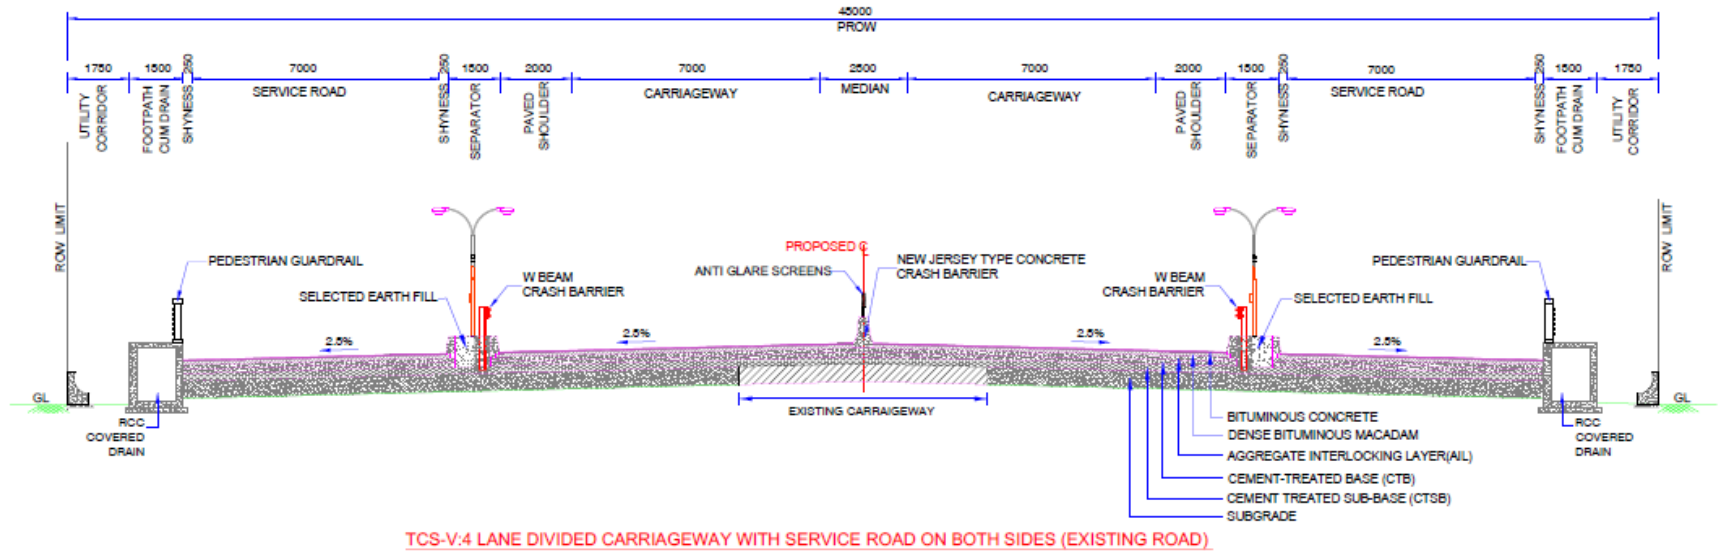 45000
PROW
1750 1500 250 7000 250 1500 2000 7000 2500 7000 2000 1500 250 7000 250 1500 1750
UTILITY
CORRIDOR
FOOTPATH
CUM DRAIN
SHYNESS
SERVICE ROAD
SHYNESS
SEPARATOR
PAVED
SHOULDER
CARRIAGEWAY
MEDIAN
CARRIAGEWAY
PAVED
SHOULDER
SEPARATOR
SHYNESS
SERVICE ROAD
SHYNESS
FOOTPATH
CUM DRAIN
UTILITY
CORRIDOR
ROW LIMIT
PEDESTRIAN GUARDRAIL
SELECTED EARTH FILL
W BEAM
CRASH BARRIER
PROPOSED ℄
ANTI GLARE SCREENS
NEW JERSEY TYPE CONCRETE
CRASH BARRIER
W BEAM
CRASH BARRIER
PEDESTRIAN GUARDRAIL
SELECTED EARTH FILL
ROW LIMIT
2.5%
2.5%
2.5%
2.5%
GL
GL
EXISTING CARRAIGEWAY
RCC
COVERED
DRAIN
BITUMINOUS CONCRETE
DENSE BITUMINOUS MACADAM
AGGREGATE INTERLOCKING LAYER(AIL)
CEMENT-TREATED BASE (CTB)
CEMENT TREATED SUB-BASE (CTSB)
SUBGRADE
RCC
COVERED
DRAIN
TCS-V:4 LANE DIVIDED CARRIAGEWAY WITH SERVICE ROAD ON BOTH SIDES (EXISTING ROAD)